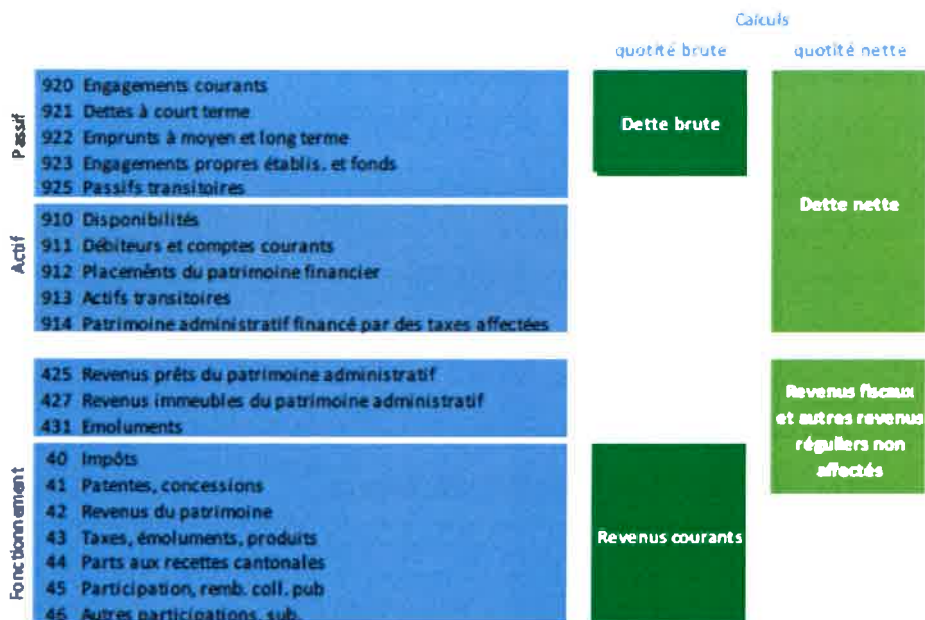 Calculs
quotité brute quotité nette
Passif
920 Engagements courants
921 Dettes à court terme
922 Emprunts à moyen et long terme
923 Engagements propres établis. et fonds
925 Passifs transitoires
Dette brute
Dette nette
Actif
910 Disponibilités
911 Débiteurs et comptes courants
912 Placements du patrimoine financier
913 Actifs transitoires
914 Patrimoine administratif financé par des taxes affectées
425 Revenus prêts du patrimoine administratif
427 Revenus immeubles du patrimoine administratif
431 Emoluments
Revenus fiscaux
et autres revenus
réguliers non
affectés
Fonctionnement
40 Impôts
41 Patentes, concessions
42 Revenus du patrimoine
43 Taxes, émoluments, produits
44 Parts aux recettes cantonales
45 Participation, remb. coll. pub
46 Autres participations, sub.
Revenus courants